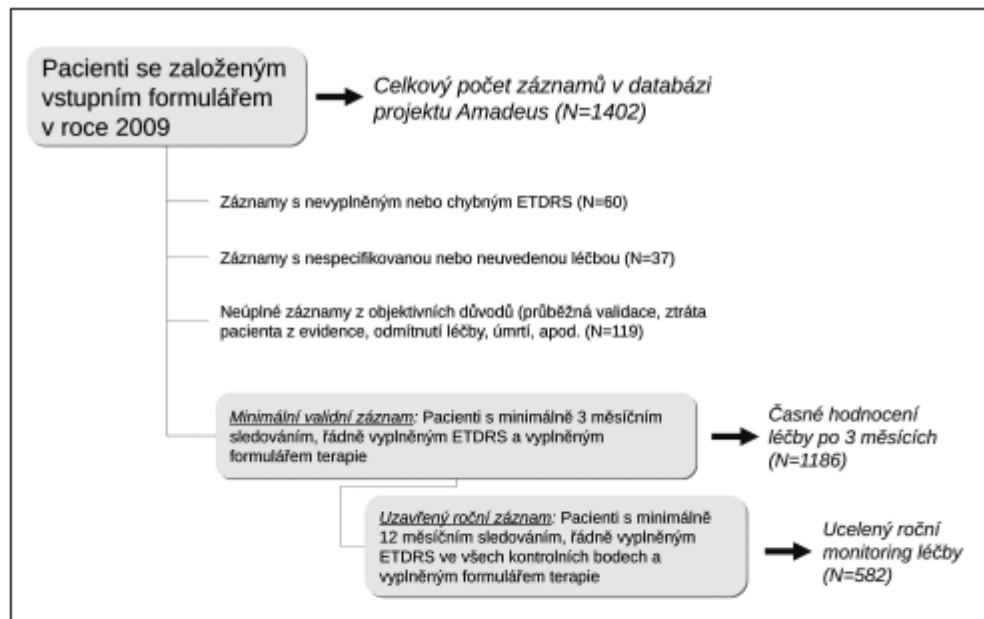 Pacienti se založeným
vstupním formulářem
v roce 2009
Celkový počet záznamů v databázi
projektu Amadeus (N=1402)
Záznamy s nevyplněným nebo chybným ETDRS (N=60)
Záznamy s nespecifikovanou nebo neuvedenou léčbou (N=37)
Neúplné záznamy z objektivních důvodů (průběžná validace, ztráta
pacienta z evidence, odmítnutí léčby, úmrtí, apod. (N=119)
Minimální validní záznam: Pacienti s minimálně 3 měsíčním
sledováním, řádně vyplněným ETDRS a vyplněným
formulářem terapie
Časné hodnocení
léčby po 3 měsících
(N=1186)
Uzavřený roční záznam: Pacienti s minimálně
12 měsíčním sledováním, řádně vyplněným
ETDRS ve všech kontrolních bodech a
vyplněným formulářem terapie
Ucelený roční
monitoring léčby
(N=582)